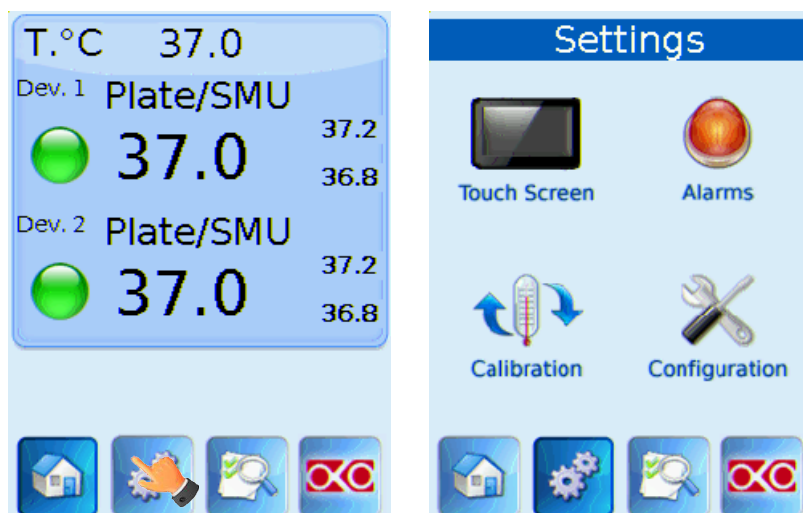 T.°C 37.0
Dev. 1 Plate/SMU
37.0
37.2
36.8
Dev. 2 Plate/SMU
37.0
37.2
36.8
Settings
Touch Screen
Alarms
Calibration
Configuration